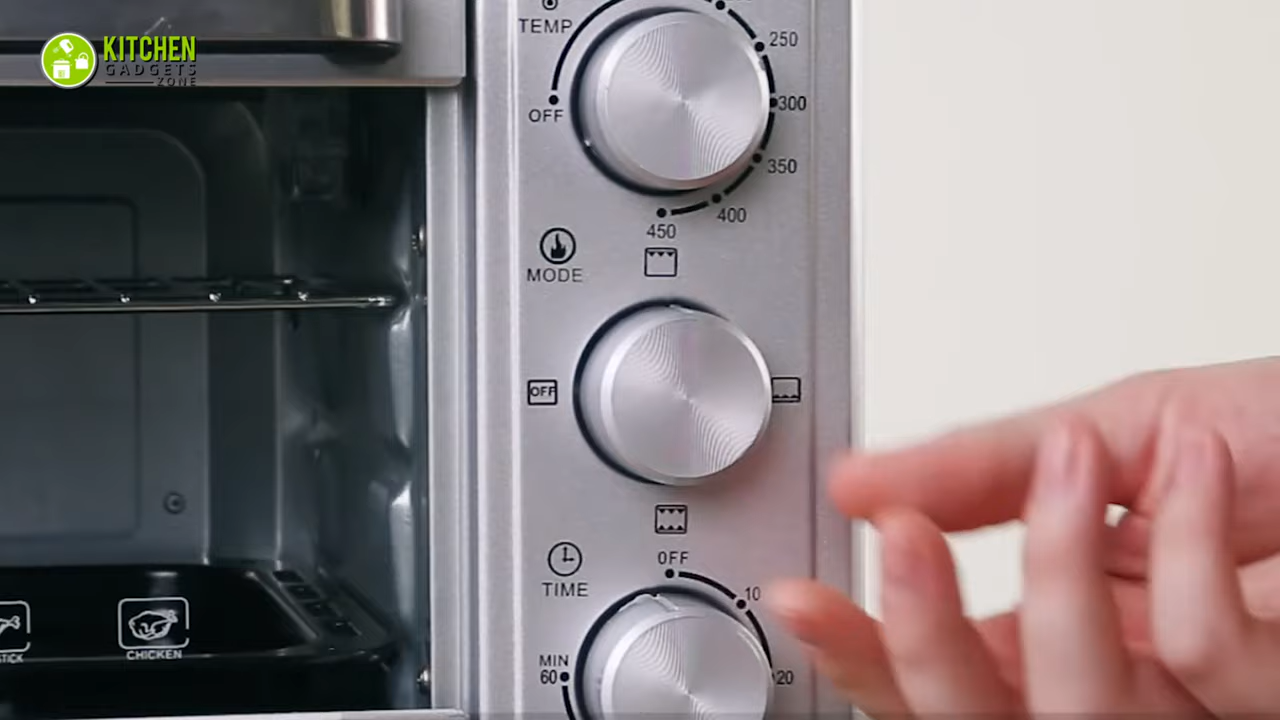 KITCHEN
GADGETS
ZONE
TEMP
OFF
250
300
350
400
450
MODE
OFF
TIME
OFF
10
20
MIN
60
CHICKEN